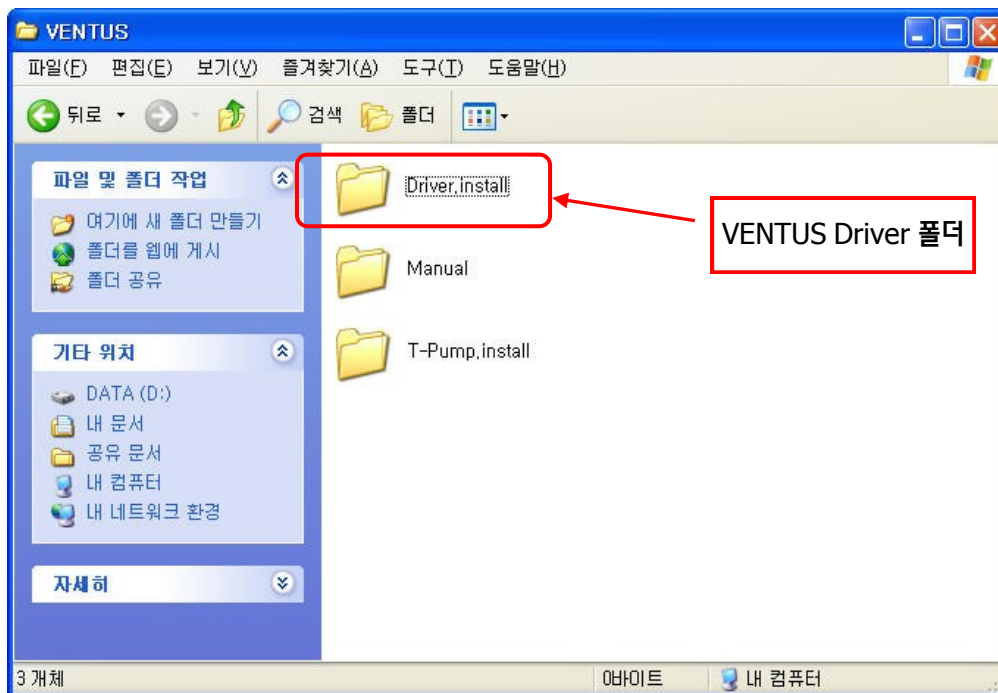 VENTUS
파일(F) 편집(E) 보기(V) 즐겨찾기(A) 도구(T) 도움말(H)
뒤로 검색 폴더
파일 및 폴더 작업
여기에 새 폴더 만들기
폴더를 웹에 게시
폴더 공유
기타 위치
DATA (D:)
내 문서
공유 문서
내 컴퓨터
내 네트워크 환경
자세히
Driver,install
Manual
T-Pump,install
VENTUS Driver 폴더
3 개체 0바이트 내 컴퓨터